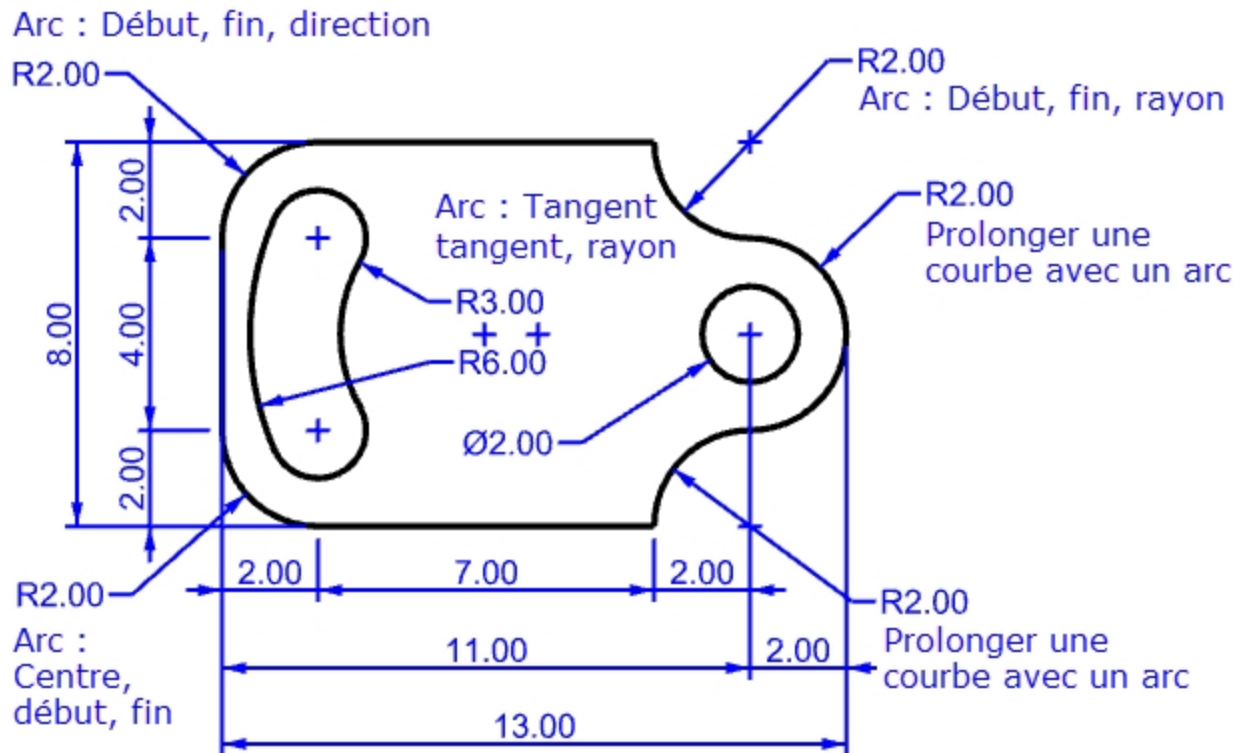 Arc : Début, fin, direction
R2.00
R2.00
Arc : Début, fin, rayon
2.00
R2.00
Arc : Tangent
tangent, rayon
Prolonger une
courbe avec un arc
R3.00
8.00
4.00
R6.00
Ø2.00
2.00
2.00
7.00
2.00
R2.00
R2.00
Arc :
Centre,
début, fin
11.00
2.00
Prolonger une
courbe avec un arc
13.00